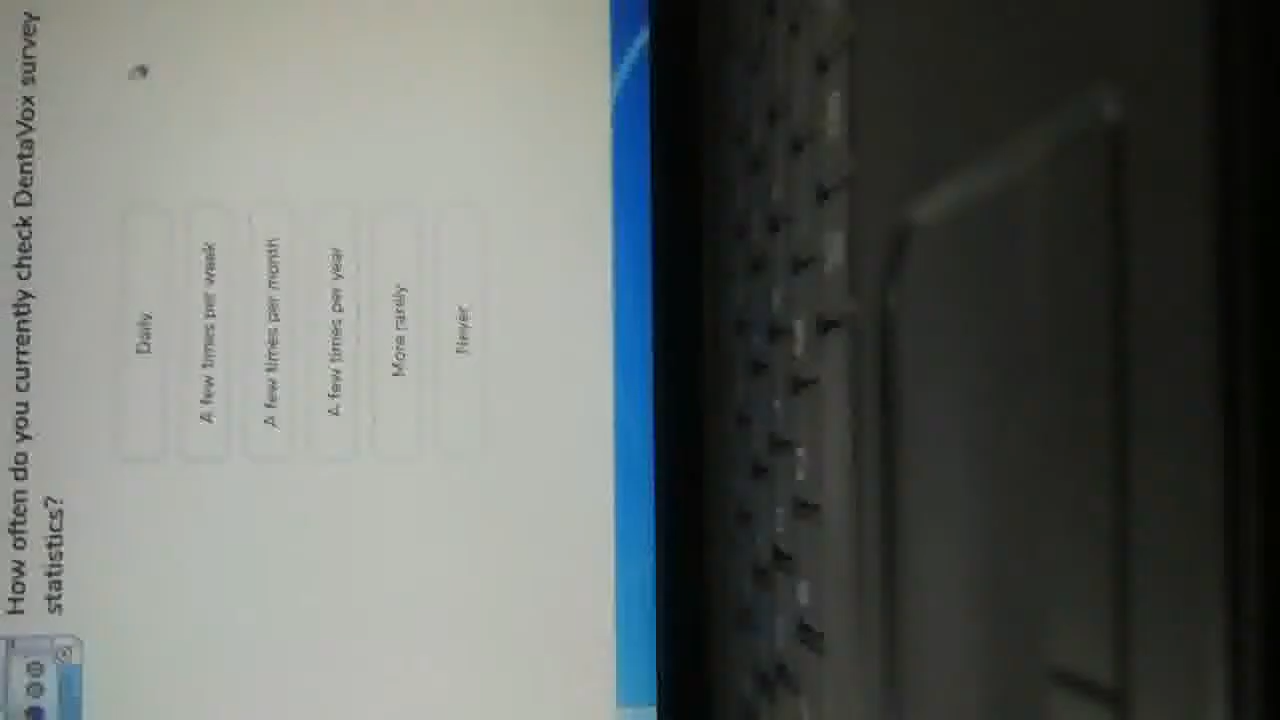 How often do you currently check DentaVox survey
statistics?
Daily
A few times per week
A few times per month
A few times per year
More rarely
Never